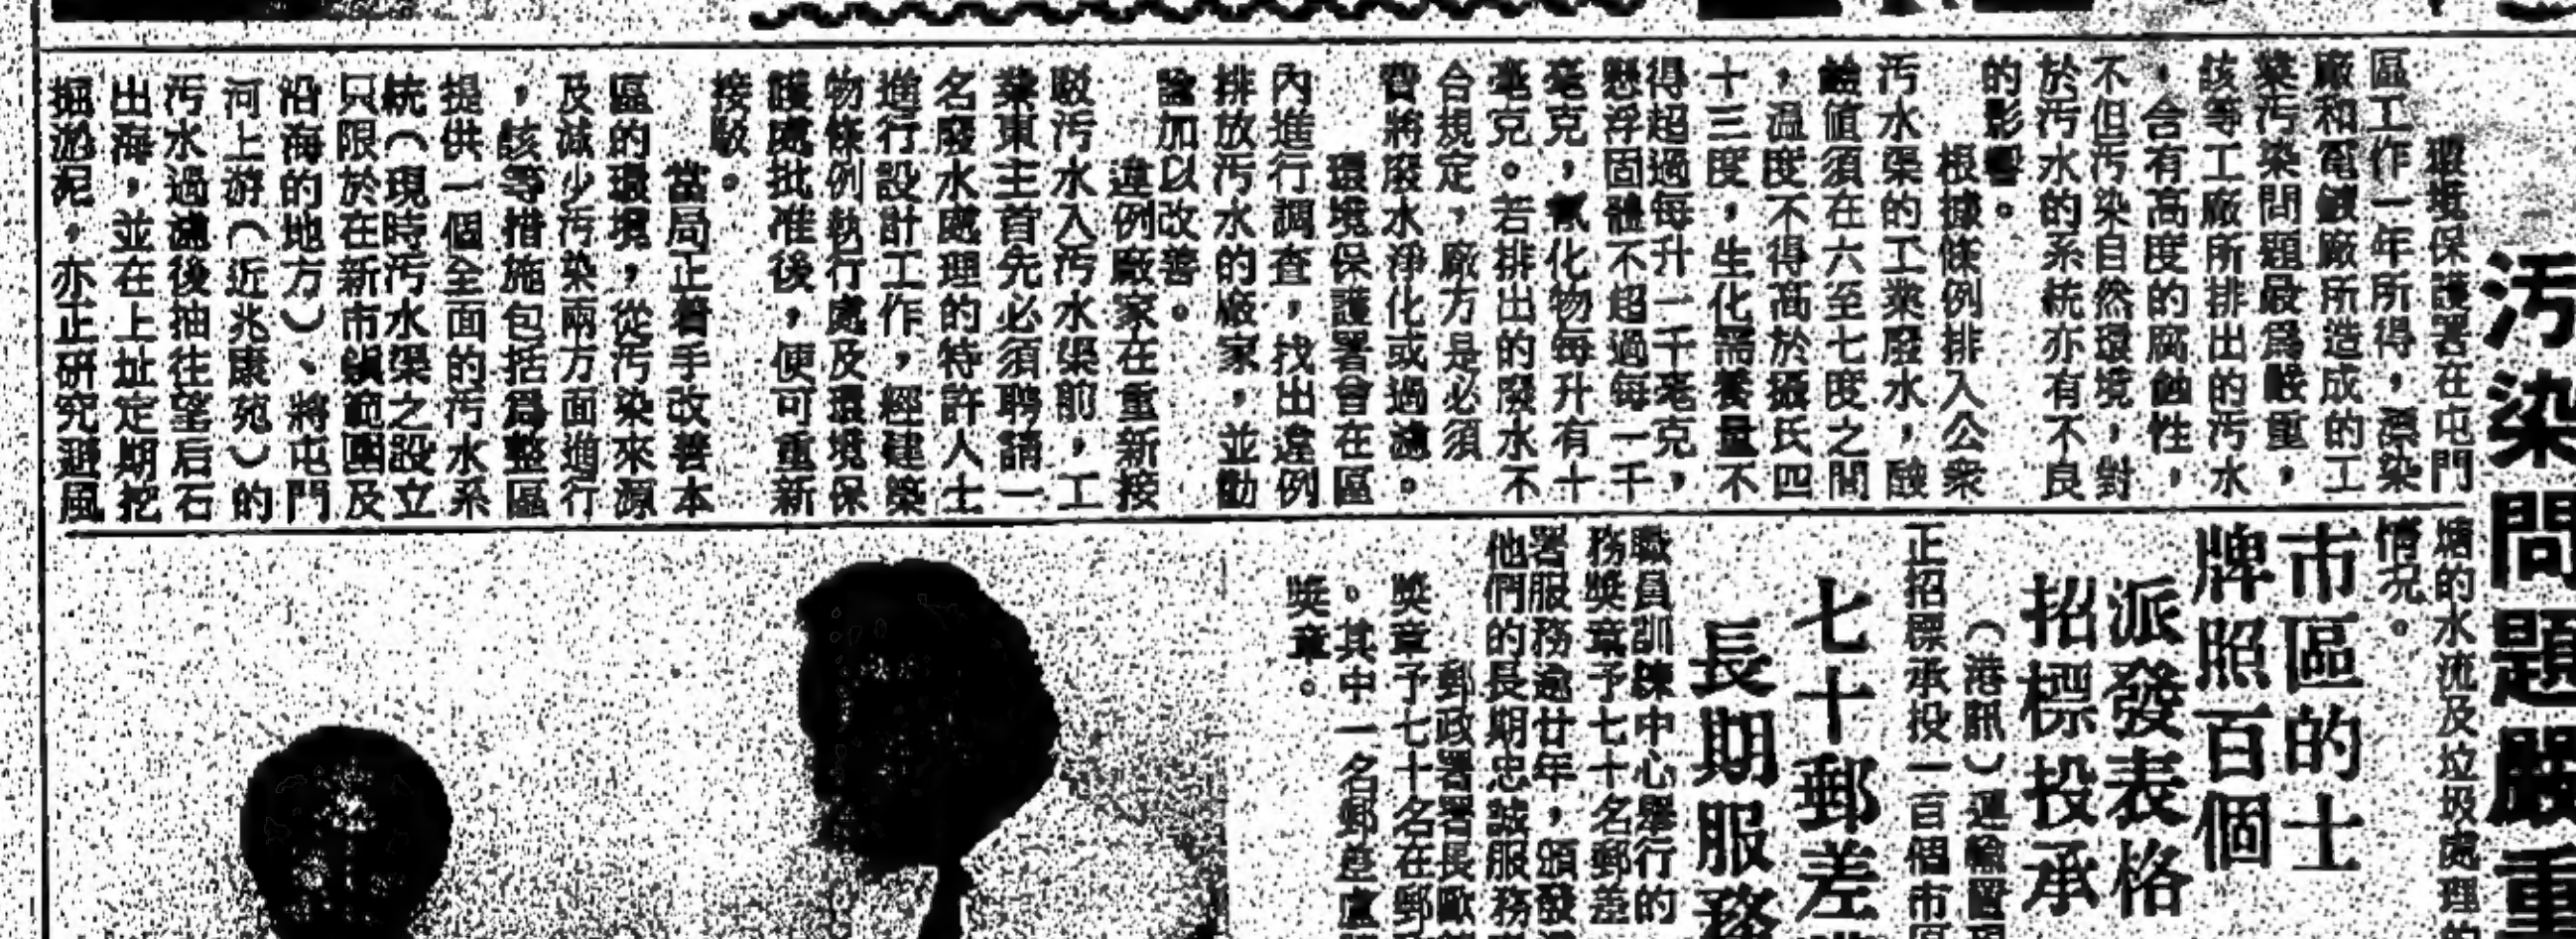 汚染問題嚴重
環境保護署在屯門
區工作一年所得，漂染
廠和電鍍廠所造成的工
業污染問題最爲嚴重，
該等工廠所排出的污水
，含有高度的腐蝕性，
不但污染自然環境，對
於污水的系統亦有不良
的影響。
根據條例排入公衆
污水渠的工業廢水，酸
鹼值須在六至七度之間
，溫度不得高於攝氏四
十三度，生化需養量不
得超過每升一千毫克，
懸浮固體不超過每一千
毫克，氰化物每升有十
毫克。若排出的廢水不
合規定，廠方是必須
費將廢水淨化或過濾。
環境保護署會在區
內進行調查，找出違例
排放污水的廠家，並勸
諭加以改善。
違例廠家在重新接
駁污水入污水渠前，工
業東主首先必須聘請一
名廢水處理的特許人士
進行設計工作，經建築
物條例執行處及環境保
護處批准後，便可重新
接駁。
當局正着手改善本
區的環境，從污染來源
及減少污染兩方面進行
，該等措施包括爲整區
提供一個全面的污水系
統（現時污水渠之設立
只限於在新市鎮範圍及
沿海的地方）、將屯門
河上游（近兆康苑）的
污水過濾後抽往望后石
出海，並在上址定期挖
掘淤泥，亦正研究避風
塘的水流及垃圾處理的
情況。
市區的士
牌照百個
派發表格
招標投承
（港訊）運輸署
正招標承投一百個市區
七十郵差
長期服務
職員訓練中心舉行的
務獎章予七十名郵差
署服務逾廿年，頒發
他們的長期忠誠服務
郵政署署長歐
獎章予七十名在郵
。其中一名郵差盧
獎章。